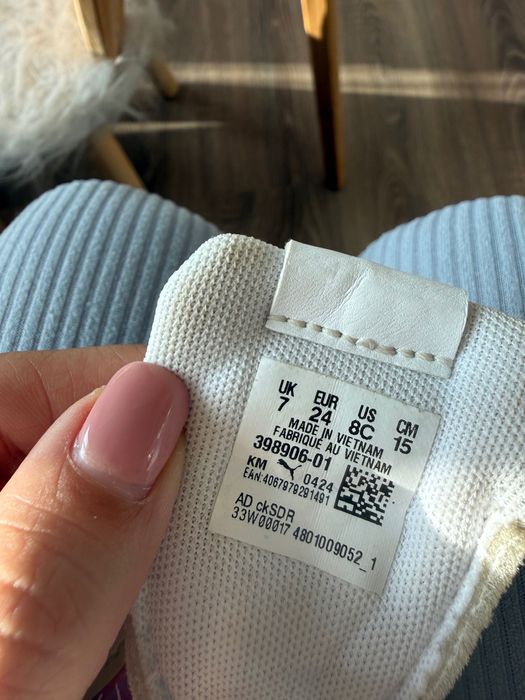 UK EUR US CM
7 24 8C 15
MADE IN VIETNAM
FABRIQUÉ AU VIETNAM
398906-01
KM 0424
EAN:4067979291491
AD ckSDR
33W00017 4801009052_1